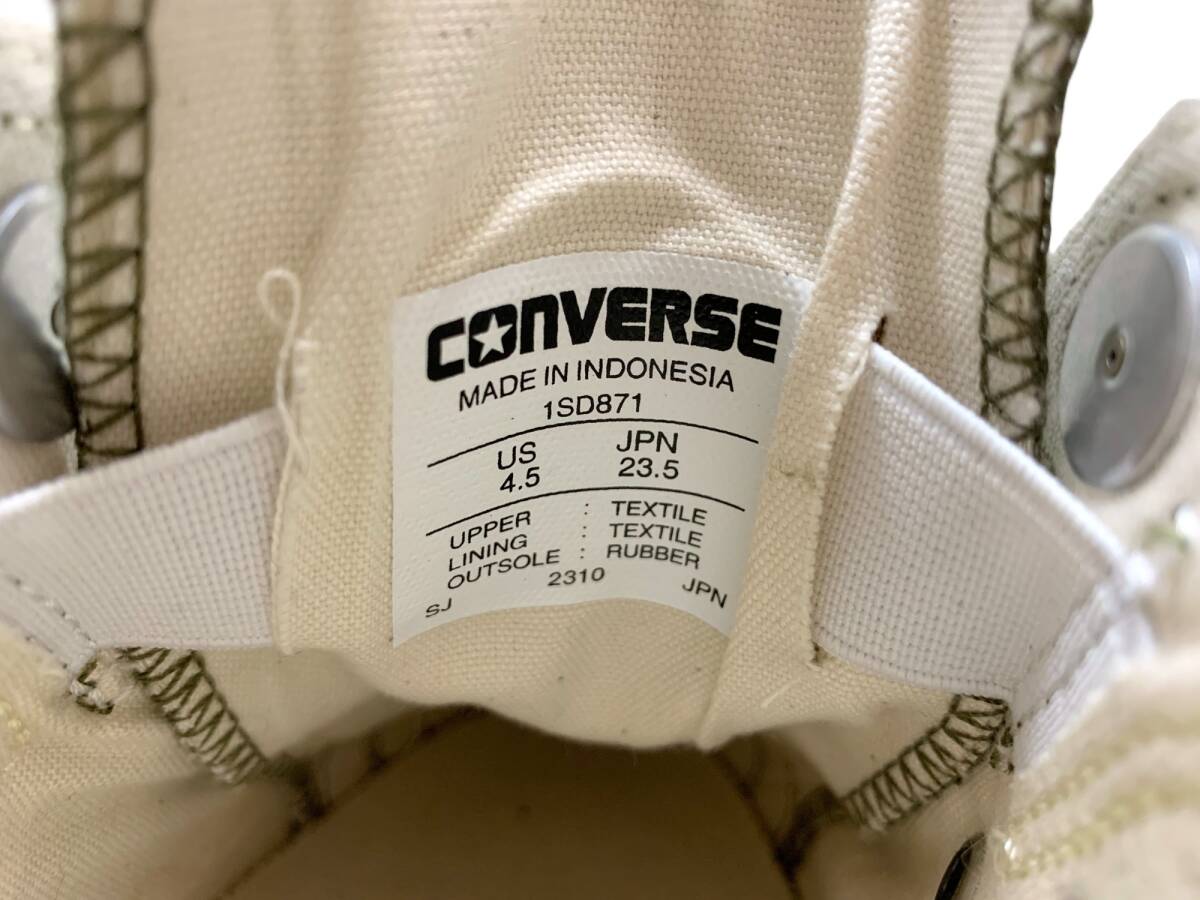 CONVERSE
MADE IN INDONESIA
1SD871
US JPN
4.5 23.5
UPPER : TEXTILE
LINING : TEXTILE
OUTSOLE : RUBBER
SJ 2310 JPN